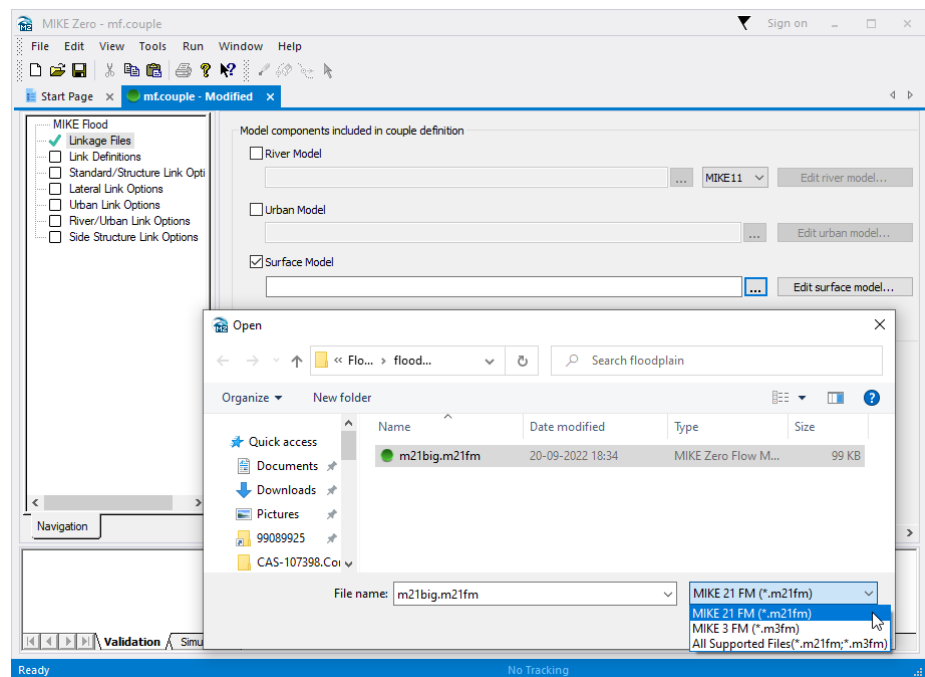 MIKE Zero - mf.couple
Sign on
File Edit View Tools Run Window Help
Start Page
mf.couple - Modified
MIKE Flood
Linkage Files
Link Definitions
Standard/Structure Link Opti
Lateral Link Options
Urban Link Options
River/Urban Link Options
Side Structure Link Options
Navigation
Model components included in couple definition
River Model
... MIKE11 Edit river model...
Urban Model
... Edit urban model...
Surface Model
... Edit surface model...
Open
« Flo... › flood...
Search floodplain
Organize New folder
Name Date modified Type Size
Quick access
Documents
Downloads
Pictures
99089925
CAS-107398.Cor
m21big.m21fm 20-09-2022 18:34 MIKE Zero Flow M... 99 KB
File name: m21big.m21fm
MIKE 21 FM (*.m21fm)
MIKE 21 FM (*.m21fm)
MIKE 3 FM (*.m3fm)
All Supported Files(*.m21fm;*.m3fm)
Validation Simu
Ready
No Tracking